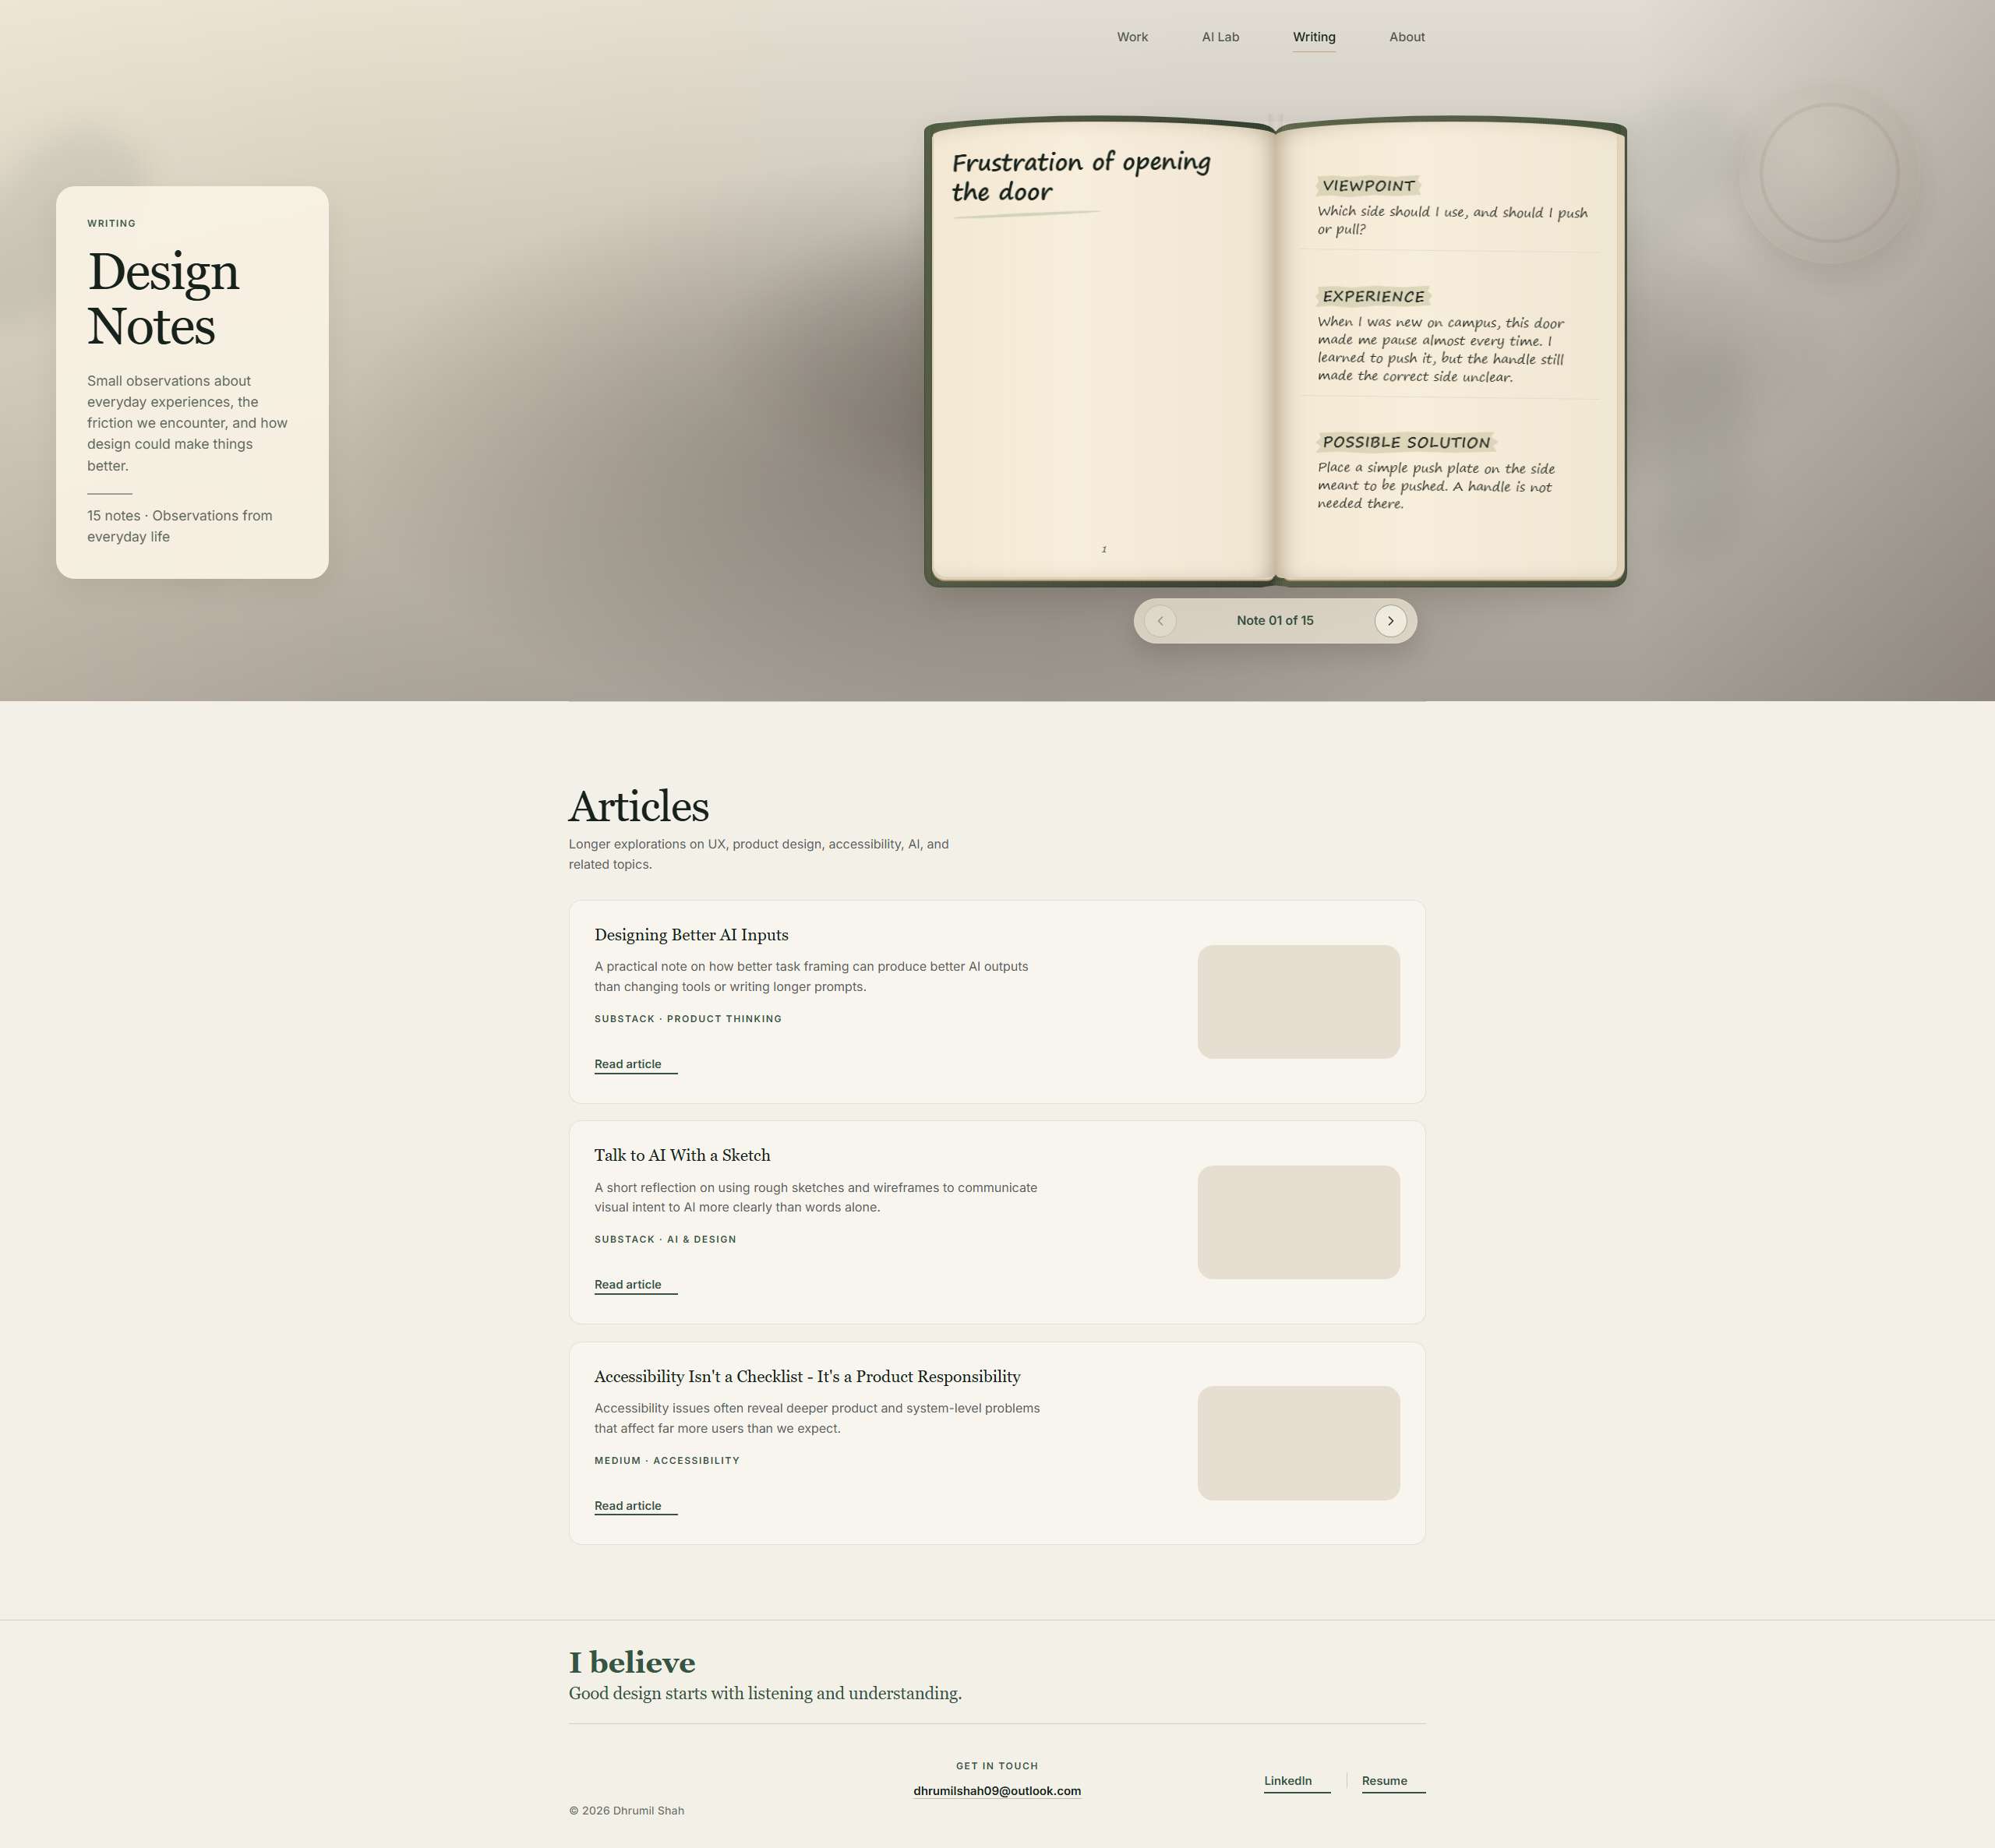 Work
AI Lab
Writing
About
WRITING
Design
Notes
Small observations about
everyday experiences, the
friction we encounter, and how
design could make things
better.
15 notes · Observations from
everyday life
Frustration of opening
the door
1
VIEWPOINT
Which side should I use, and should I push
or pull?
EXPERIENCE
When I was new on campus, this door
made me pause almost every time. I
learned to push it, but the handle still
made the correct side unclear.
POSSIBLE SOLUTION
Place a simple push plate on the side
meant to be pushed. A handle is not
needed there.
Note 01 of 15
Articles
Longer explorations on UX, product design, accessibility, AI, and
related topics.
Designing Better AI Inputs
A practical note on how better task framing can produce better AI outputs
than changing tools or writing longer prompts.
SUBSTACK · PRODUCT THINKING
Read article
Talk to AI With a Sketch
A short reflection on using rough sketches and wireframes to communicate
visual intent to AI more clearly than words alone.
SUBSTACK · AI & DESIGN
Read article
Accessibility Isn't a Checklist - It's a Product Responsibility
Accessibility issues often reveal deeper product and system-level problems
that affect far more users than we expect.
MEDIUM · ACCESSIBILITY
Read article
I believe
Good design starts with listening and understanding.
GET IN TOUCH
dhrumilshah09@outlook.com
LinkedIn
Resume
© 2026 Dhrumil Shah